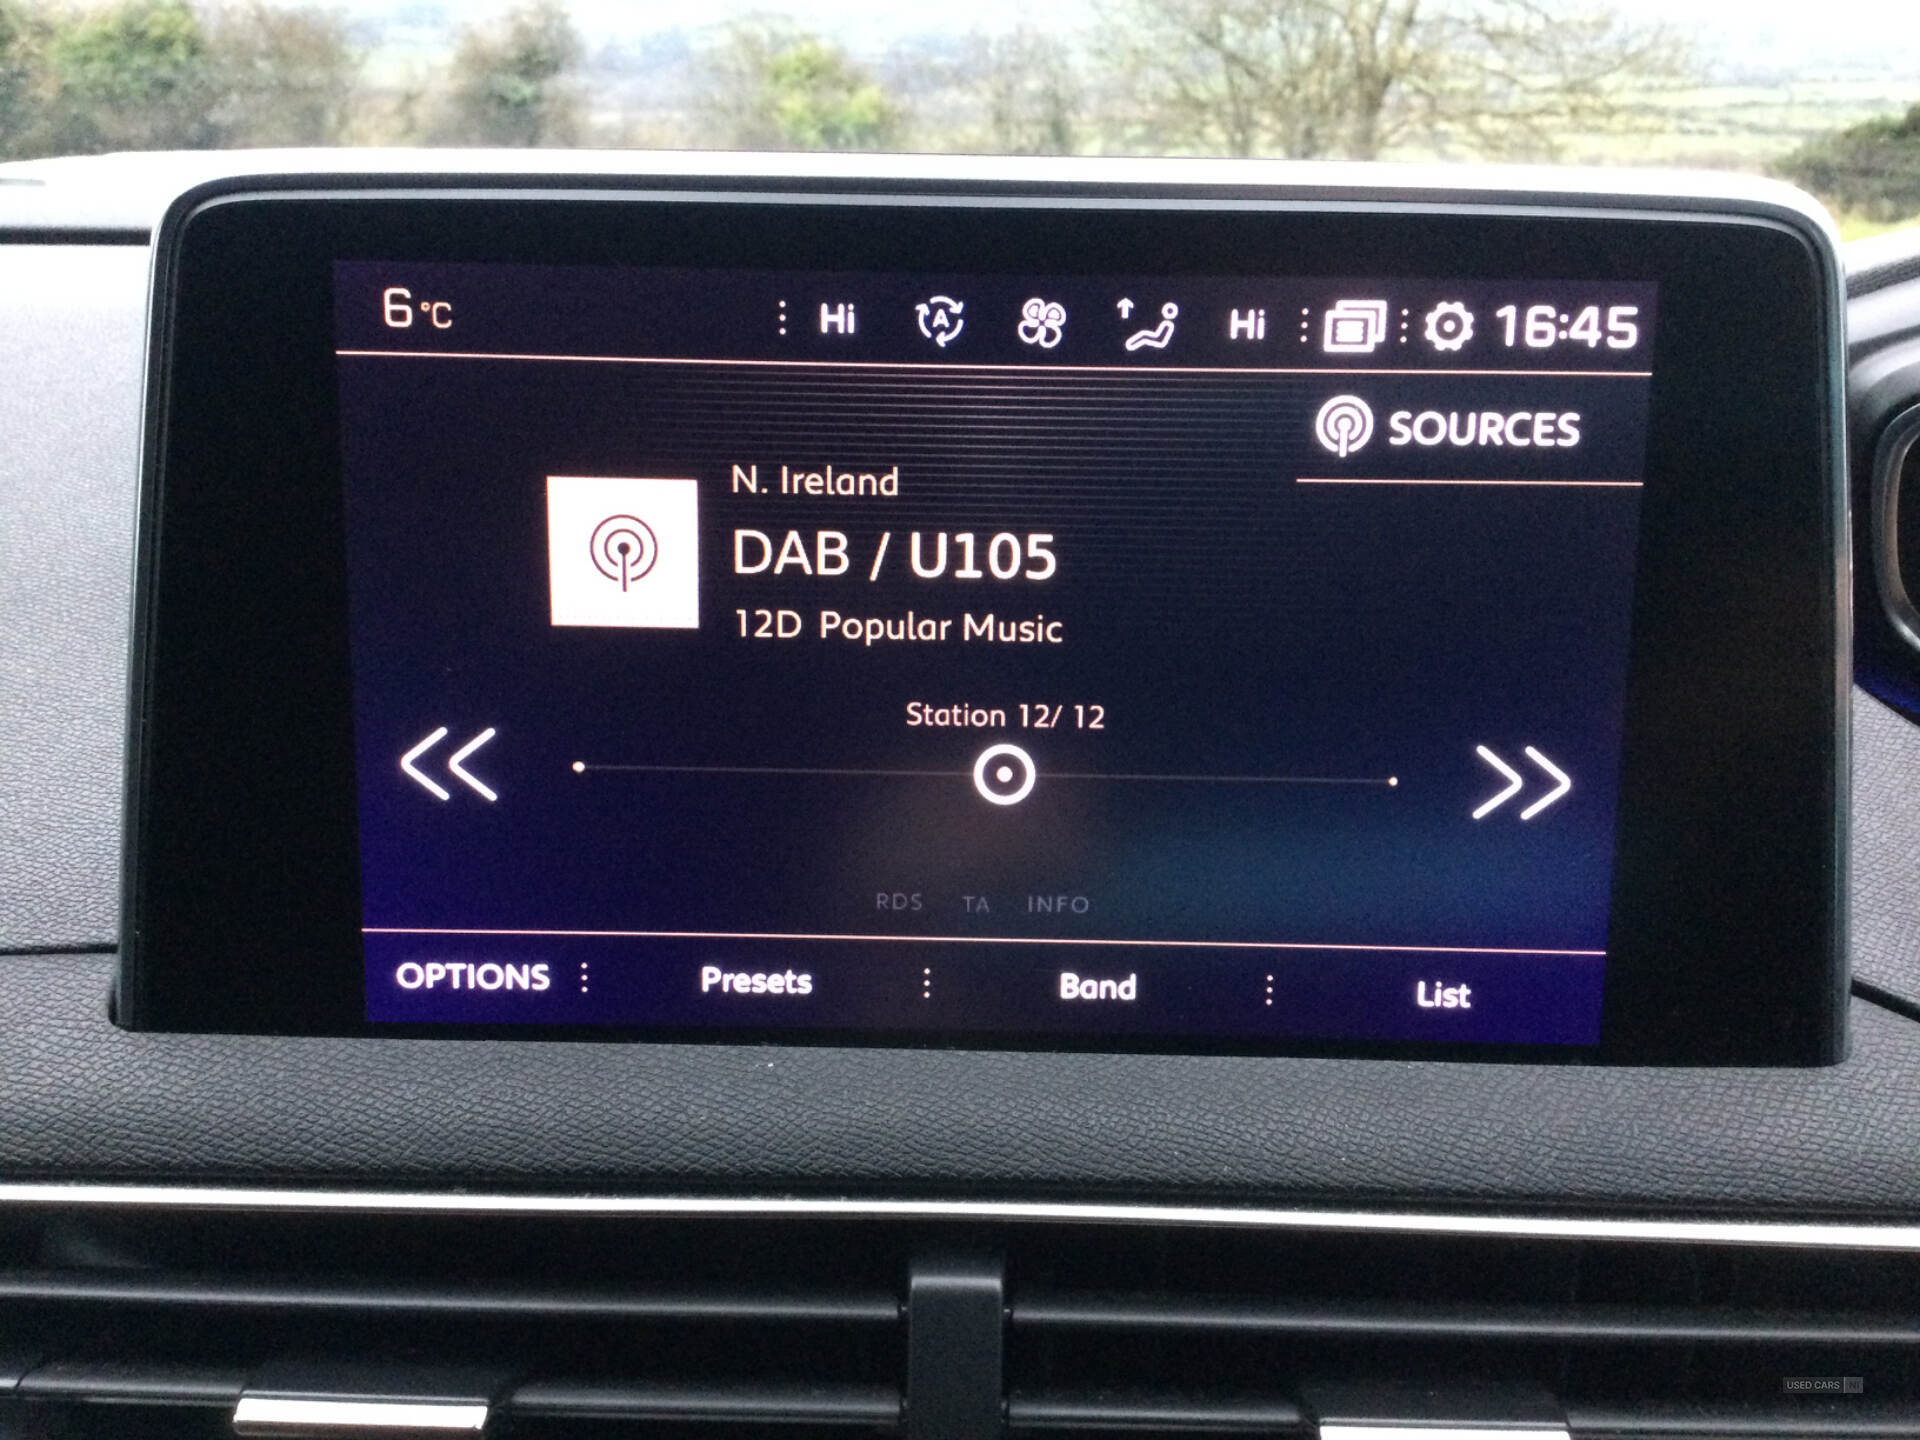 6 °C Hi A Hi 16:45
SOURCES
N. Ireland
DAB / U105
12D Popular Music
Station 12/ 12
RDS TA INFO
OPTIONS Presets Band List
USED CARS NI